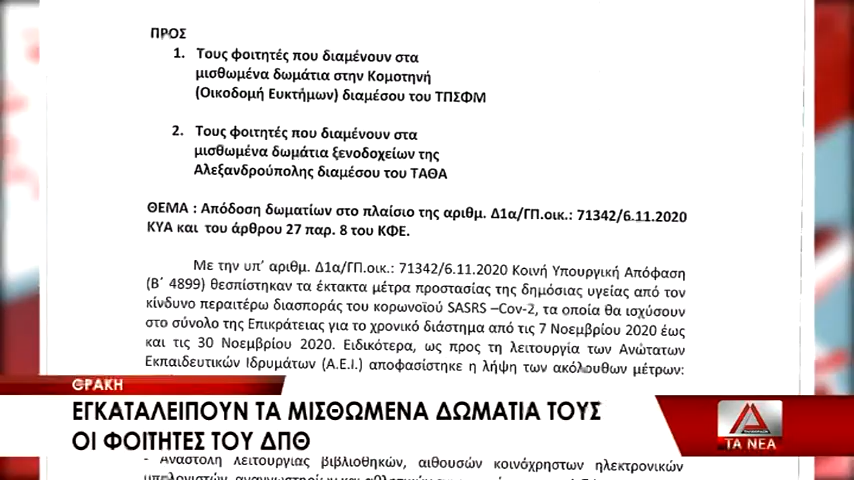 ΠΡΟΣ
1. Τους φοιτητές που διαμένουν στα
μισθωμένα δωμάτια στην Κομοτηνή
(Οικοδομή Ευκτήμων) διαμέσου του ΤΠΣΦΜ
2. Τους φοιτητές που διαμένουν στα
μισθωμένα δωμάτια ξενοδοχείων της
Αλεξανδρούπολης διαμέσου του ΤΑΘΑ
ΘΕΜΑ : Απόδοση δωματίων στο πλαίσιο της αριθμ. Δ1α/ΓΠ.οικ.: 71342/6.11.2020
ΚΥΑ και του άρθρου 27 παρ. 8 του ΚΦΕ.
Με την υπ’ αριθμ. Δ1α/ΓΠ.οικ.: 71342/6.11.2020 Κοινή Υπουργική Απόφαση
(Β΄ 4899) θεσπίστηκαν τα έκτακτα μέτρα προστασίας της δημόσιας υγείας από τον
κίνδυνο περαιτέρω διασποράς του κορωνοϊού SASRS –Cov-2, τα οποία θα ισχύσουν
στο σύνολο της Επικράτειας για το χρονικό διάστημα από τις 7 Νοεμβρίου 2020 έως
και τις 30 Νοεμβρίου 2020. Ειδικότερα, ως προς τη λειτουργία των Ανώτατων
Εκπαιδευτικών Ιδρυμάτων (Α.Ε.Ι.) αποφασίστηκε η λήψη των ακόλουθων μέτρων:
ΘΡΑΚΗ
ΕΓΚΑΤΑΛΕΙΠΟΥΝ ΤΑ ΜΙΣΘΩΜΕΝΑ ΔΩΜΑΤΙΑ ΤΟΥΣ
ΟΙ ΦΟΙΤΗΤΕΣ ΤΟΥ ΔΠΘ
ΤΑ ΝΕΑ
- Αναστολή λειτουργίας βιβλιοθηκών, αιθουσών κοινόχρηστων ηλεκτρονικών